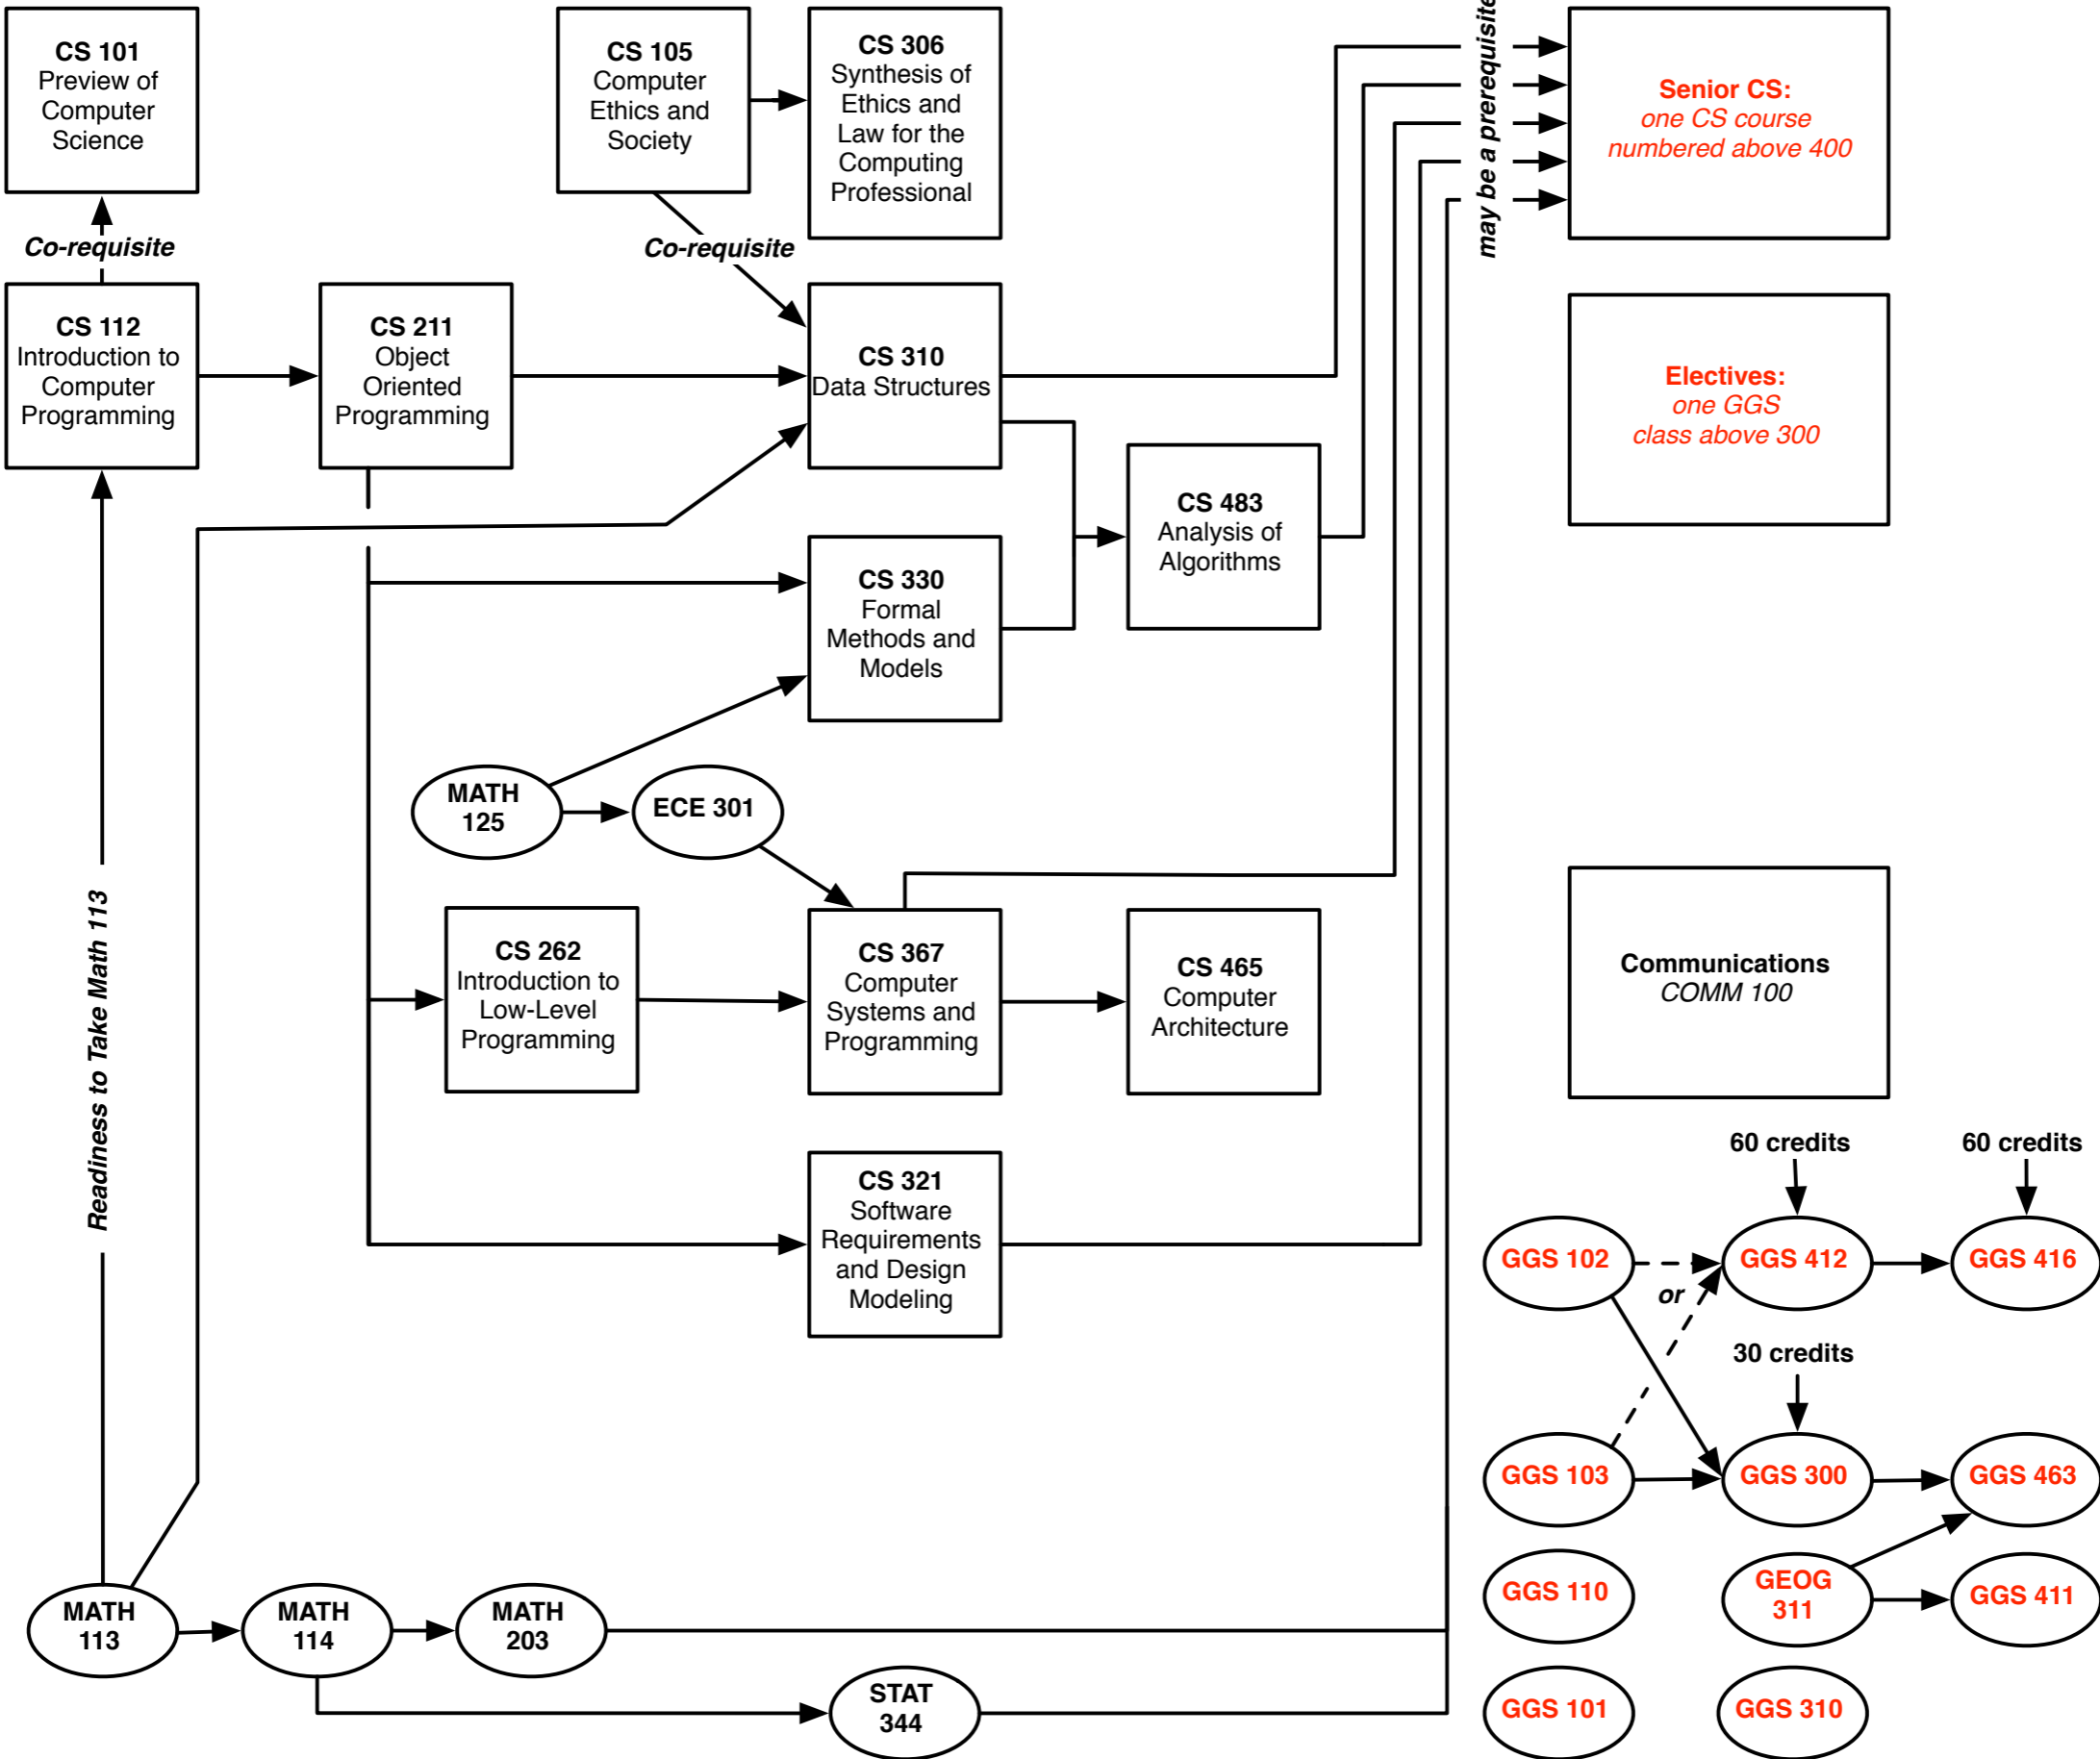 CS 101
Preview of
Computer
Science
CS 105
Computer
Ethics and
Society
CS 306
Synthesis of
Ethics and
Law for the
Computing
Professional
may be a prerequisite
Senior CS:
one CS course
numbered above 400
Co-requisite
Co-requisite
CS 112
Introduction to
Computer
Programming
CS 211
Object
Oriented
Programming
CS 310
Data Structures
Electives:
one GGS
class above 300
CS 483
Analysis of
Algorithms
CS 330
Formal
Methods and
Models
MATH
125
ECE 301
Readiness to Take Math 113
CS 262
Introduction to
Low-Level
Programming
CS 367
Computer
Systems and
Programming
CS 465
Computer
Architecture
Communications
COMM 100
CS 321
Software
Requirements
and Design
Modeling
60 credits
60 credits
GGS 102
or
GGS 412
GGS 416
30 credits
GGS 103
GGS 300
GGS 463
GGS 110
GEOG
311
GGS 411
MATH
113
MATH
114
MATH
203
STAT
344
GGS 101
GGS 310